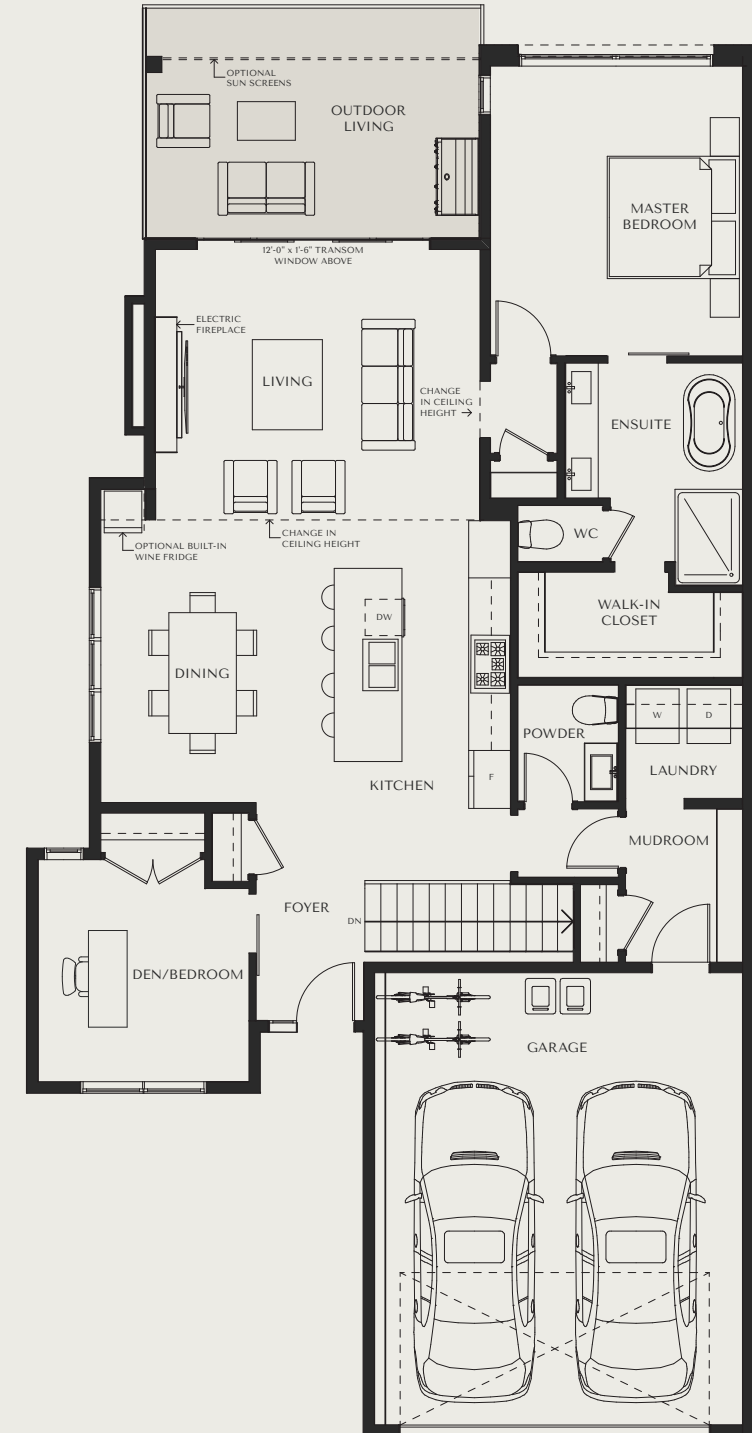 OPTIONAL
SUN SCREENS
OUTDOOR
LIVING
12'-0" x 1'-6" TRANSOM
WINDOW ABOVE
MASTER
BEDROOM
ELECTRIC
FIREPLACE
LIVING
CHANGE
IN CEILING
HEIGHT
ENSUITE
OPTIONAL BUILT-IN
WINE FRIDGE
CHANGE IN
CEILING HEIGHT
WC
WALK-IN
CLOSET
DW
DINING
KITCHEN
F
POWDER
W
D
LAUNDRY
MUDROOM
FOYER
DN
DEN/BEDROOM
GARAGE